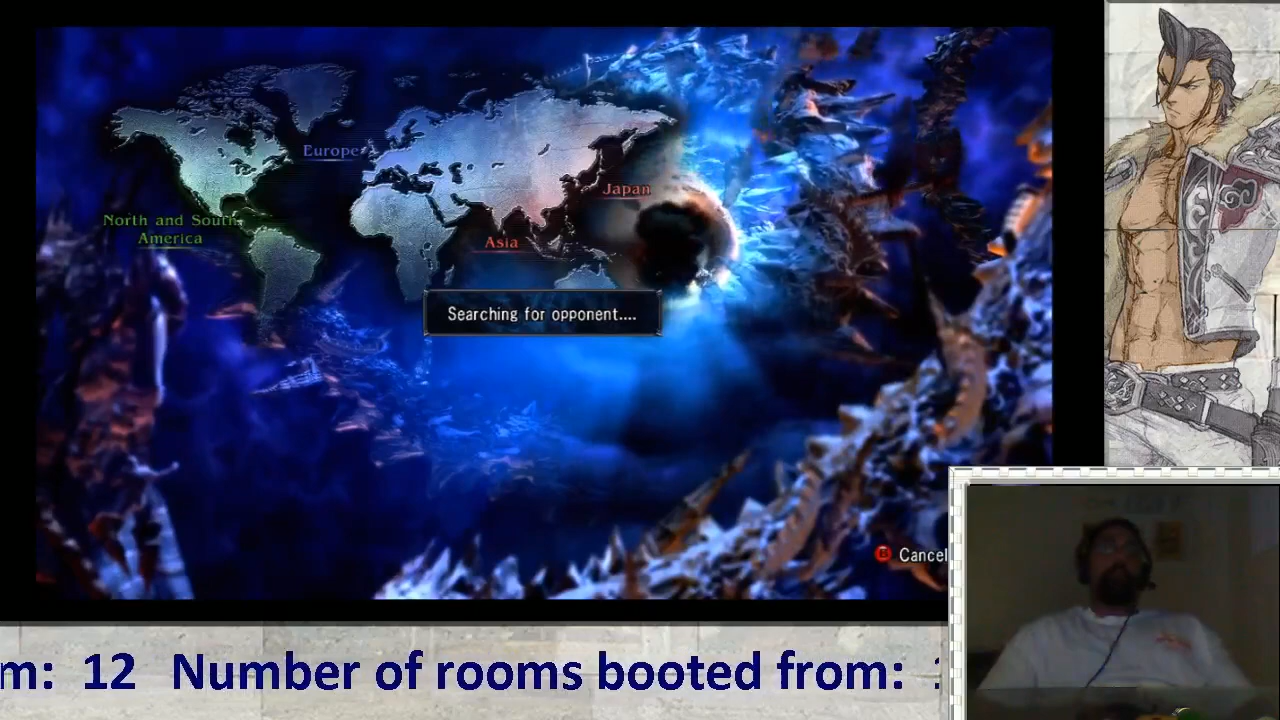 Europe
Japan
North and South
America
Asia
Searching for opponent....
B Cancel
m: 12 Number of rooms booted from: